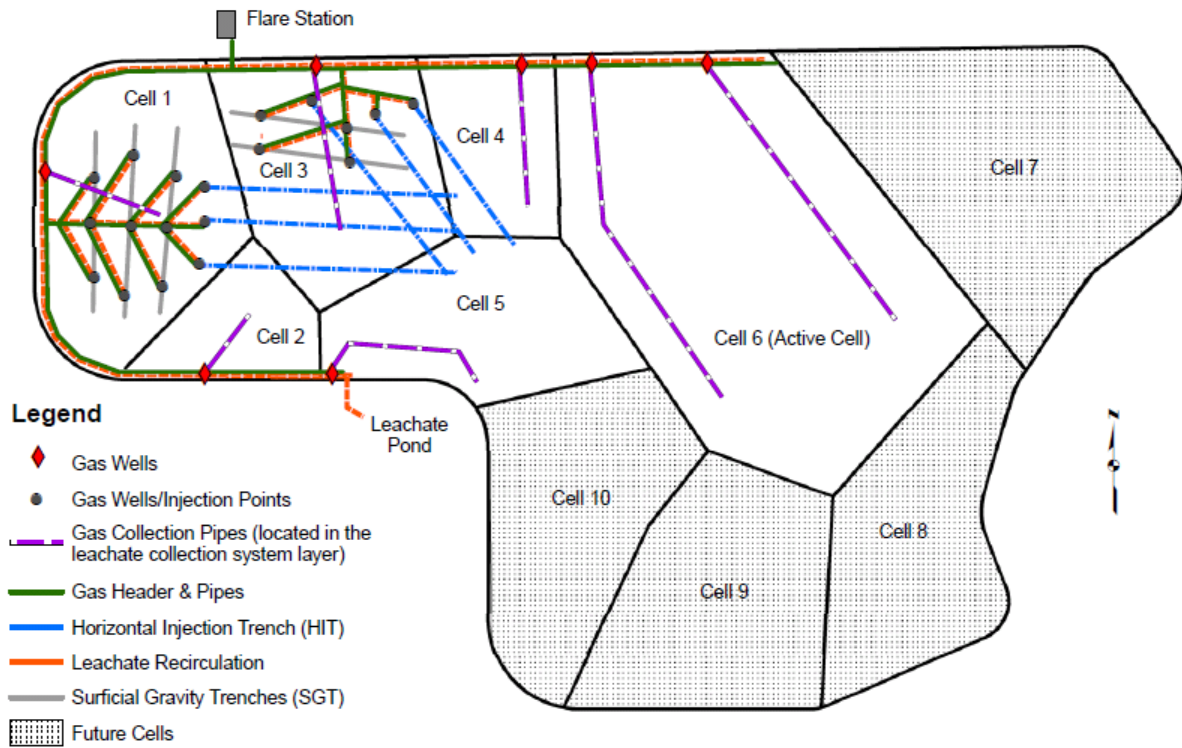 Flare Station
Cell 1
Cell 3
Cell 4
Cell 7
Cell 5
Cell 2
Cell 6 (Active Cell)
Leachate
Pond
Cell 10
Cell 9
Cell 8
Legend
Gas Wells
Gas Wells/Injection Points
Gas Collection Pipes (located in the
leachate collection system layer)
Gas Header & Pipes
Horizontal Injection Trench (HIT)
Leachate Recirculation
Surficial Gravity Trenches (SGT)
Future Cells